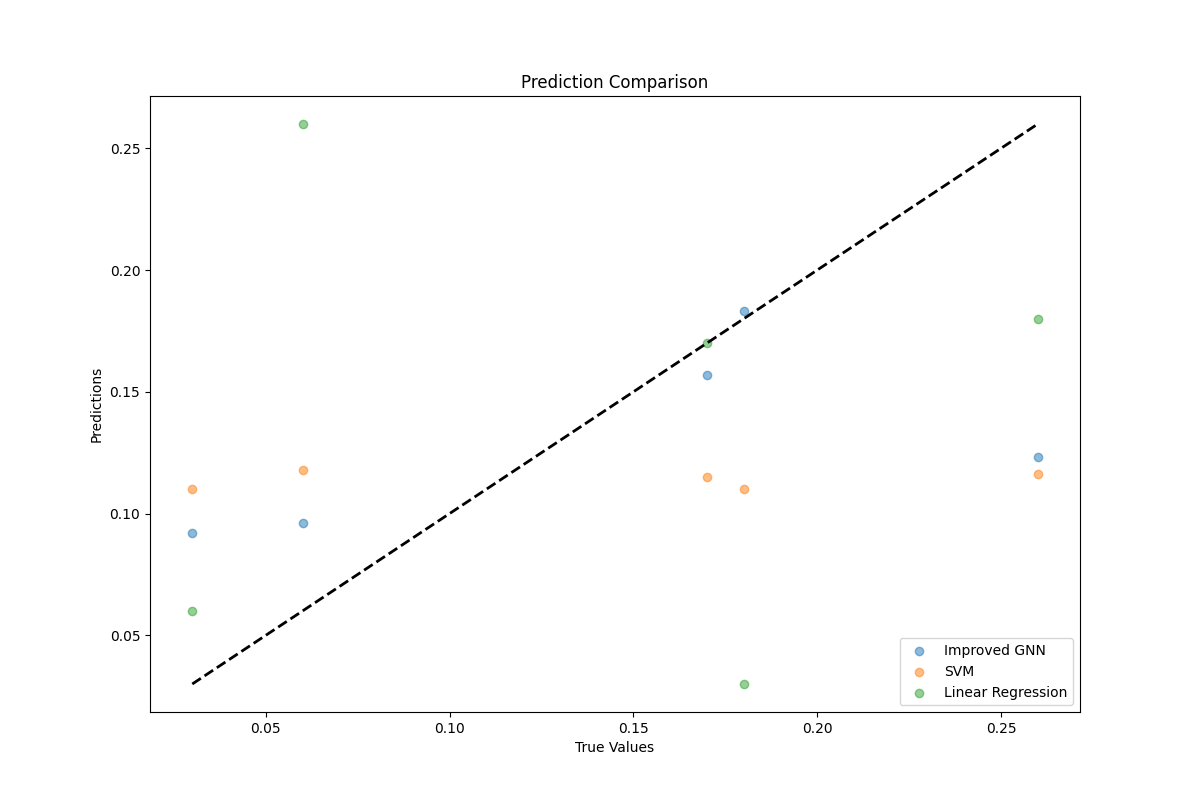 Prediction Comparison
0.25
0.20
0.15
0.10
0.05
Predictions
0.05 0.10 0.15 0.20 0.25
True Values
Improved GNN
SVM
Linear Regression